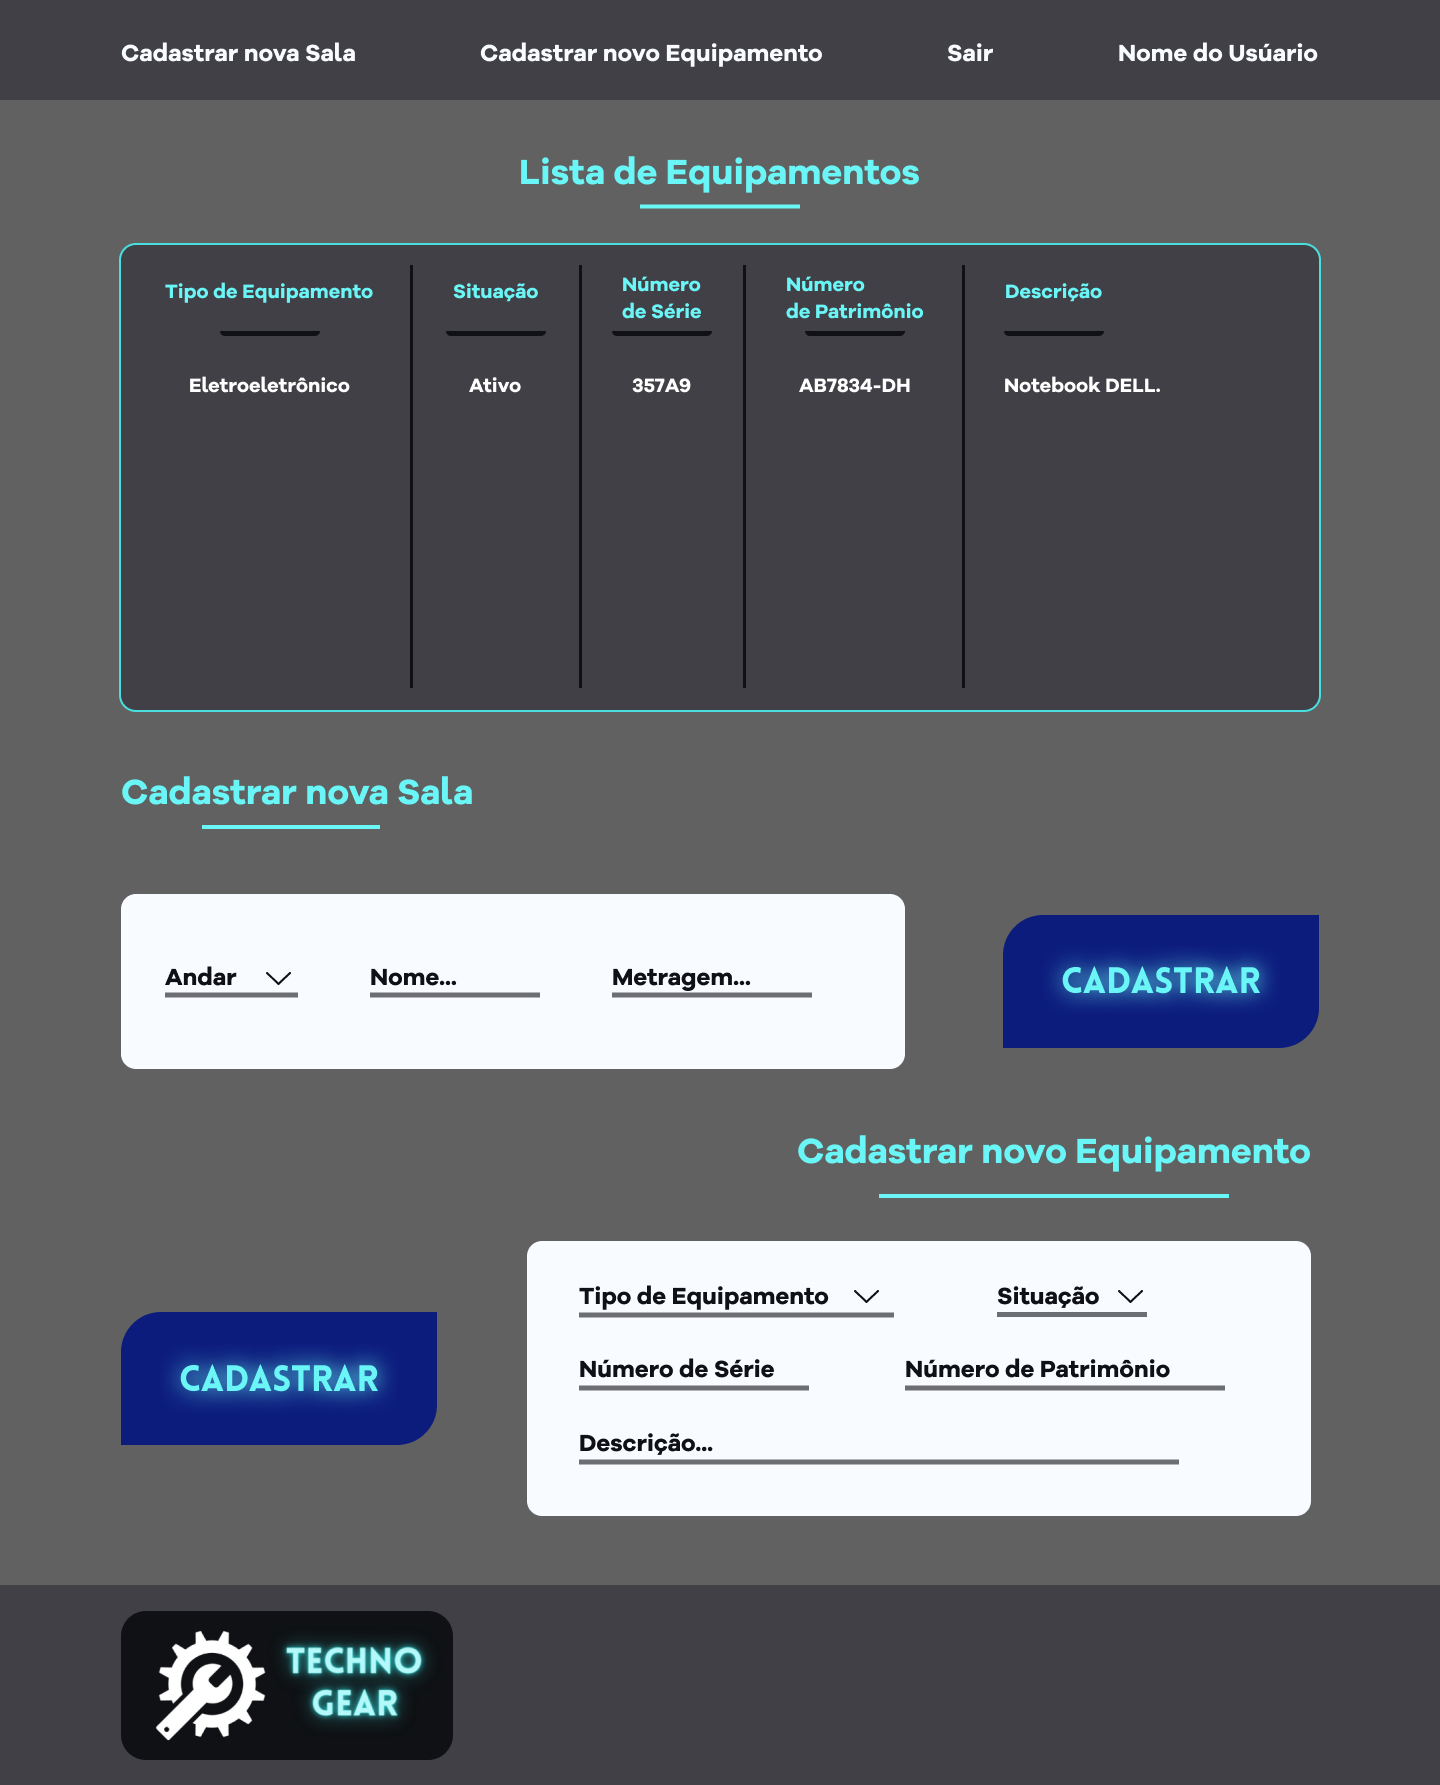 Cadastrar nova Sala
Cadastrar novo Equipamento
Sair
Nome do Usúario
Lista de Equipamentos
Tipo de Equipamento
Situação
Número
de Série
Número
de Patrimônio
Descrição
Eletroeletrônico
Ativo
357A9
AB7834-DH
Notebook DELL.
Cadastrar nova Sala
Andar
Nome...
Metragem...
CADASTRAR
Cadastrar novo Equipamento
Tipo de Equipamento
Situação
Número de Série
Número de Patrimônio
Descrição...
CADASTRAR
TECHNO
GEAR